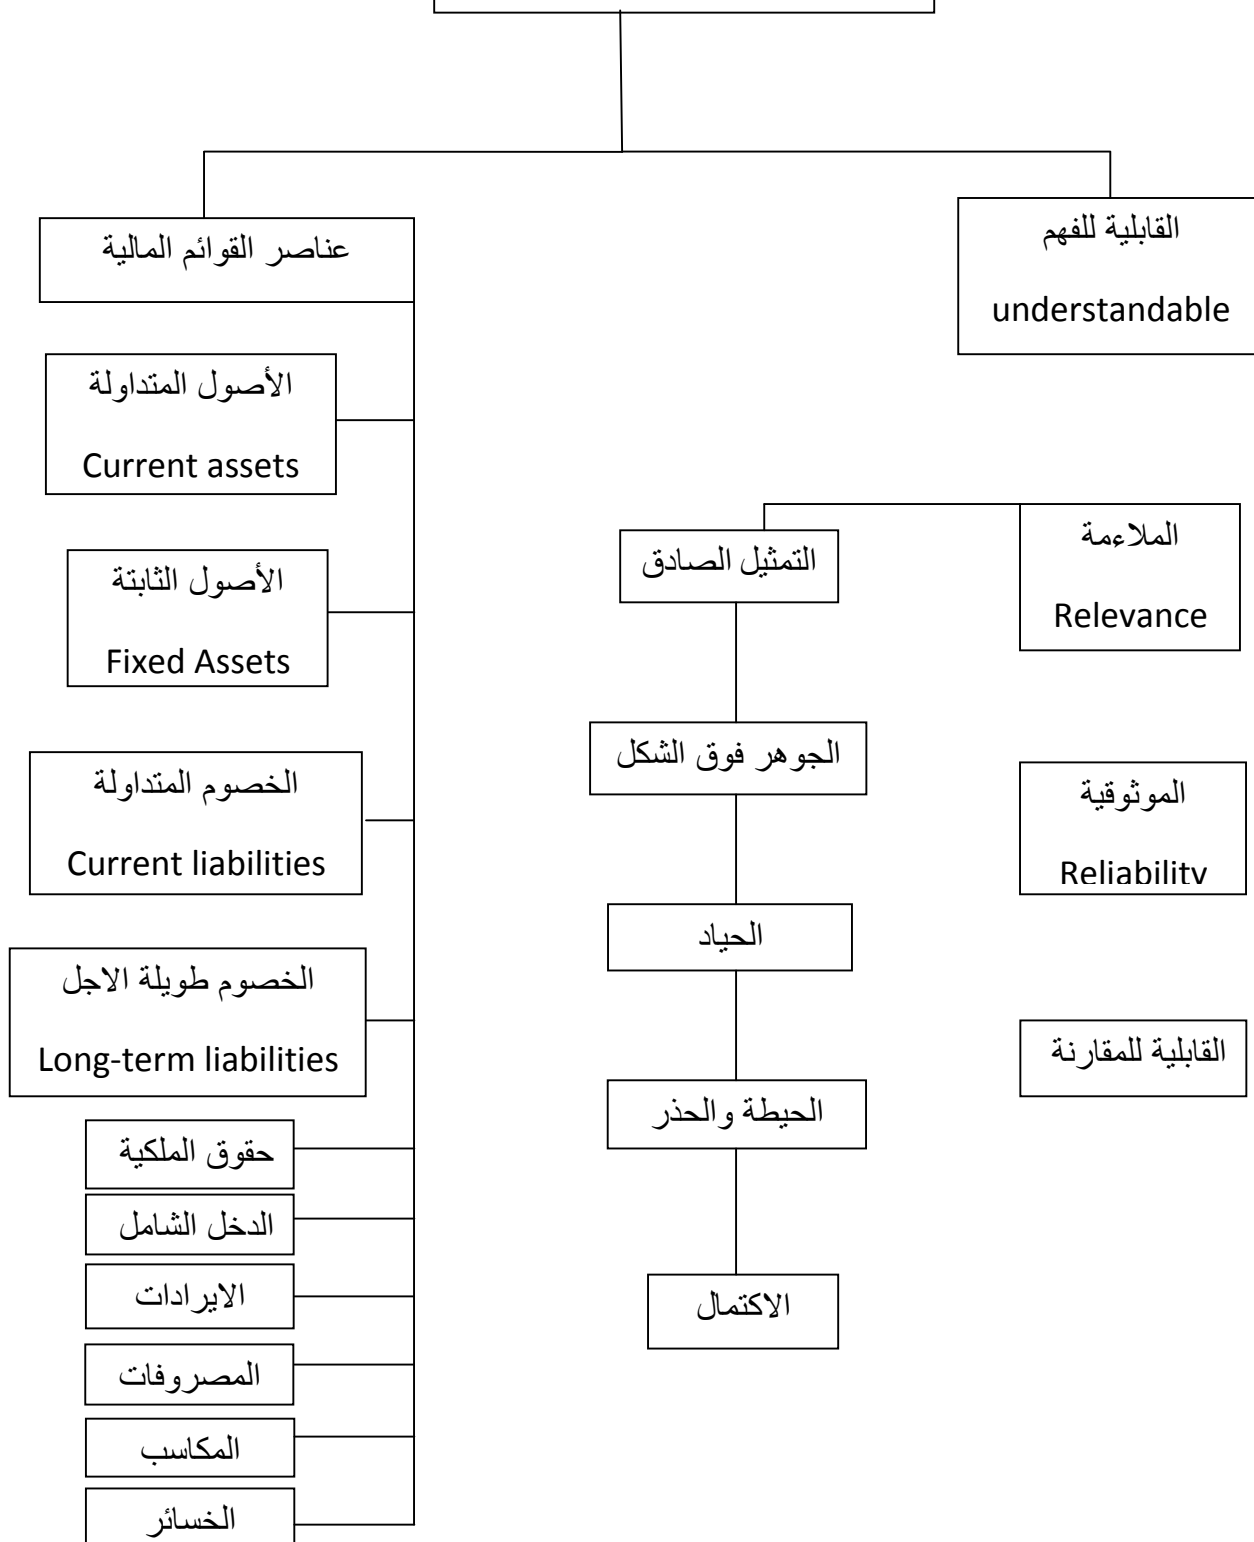 القابلية للفهم
understandable
الملاءمة
Relevance
الموثوقية
Reliability
القابلية للمقارنة
التمثيل الصادق
الجوهر فوق الشكل
الحياد
الحيطة والحذر
الاكتمال
عناصر القوائم المالية
الأصول المتداولة
Current assets
الأصول الثابتة
Fixed Assets
الخصوم المتداولة
Current liabilities
الخصوم طويلة الاجل
Long-term liabilities
حقوق الملكية
الدخل الشامل
الايرادات
المصروفات
المكاسب
الخسائر